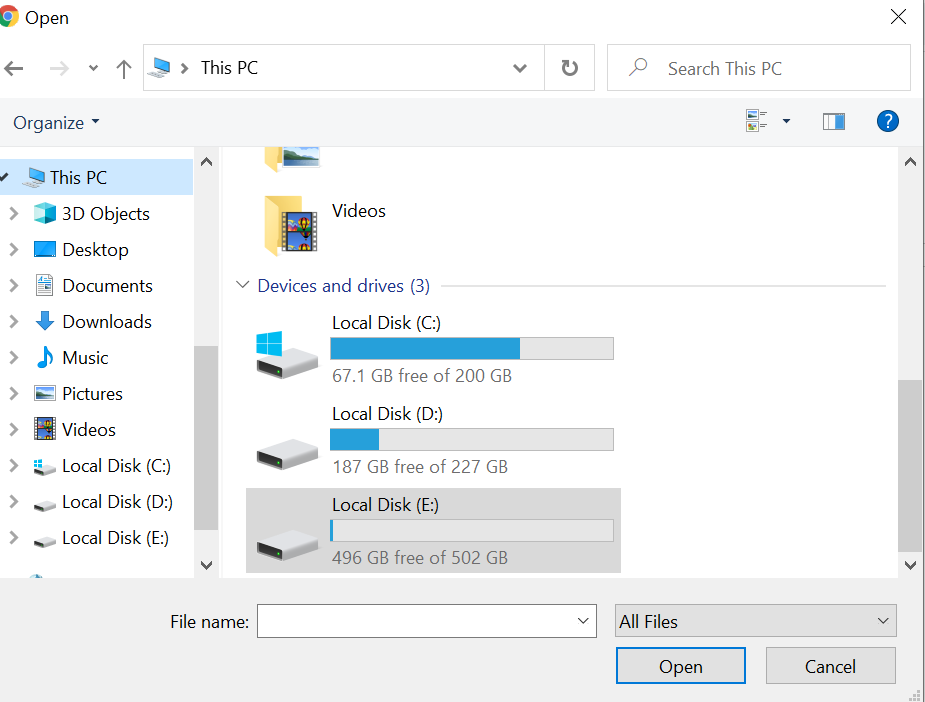 Open
This PC
Search This PC
Organize
?
This PC
3D Objects
Desktop
Documents
Downloads
Music
Pictures
Videos
Local Disk (C:)
Local Disk (D:)
Local Disk (E:)
Videos
Devices and drives (3)
Local Disk (C:)
67.1 GB free of 200 GB
Local Disk (D:)
187 GB free of 227 GB
Local Disk (E:)
496 GB free of 502 GB
File name:
All Files
Open
Cancel